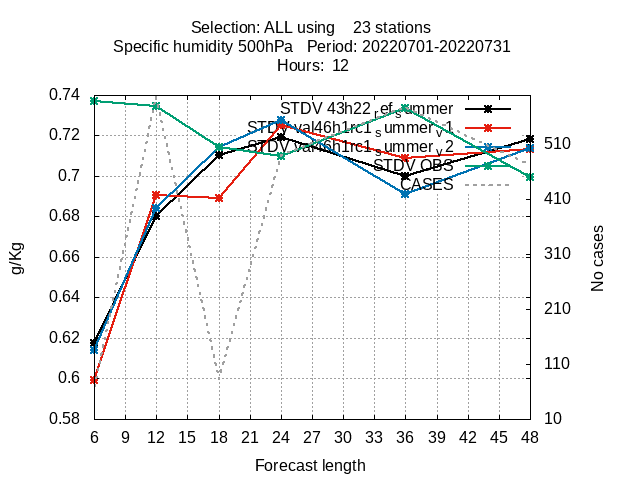 Selection: ALL using 23 stations
Specific humidity 500hPa Period: 20220701-20220731
Hours: 12
STDV 43h22_ref_summer
STDV val46h1rc1_summer_v1
STDV val46h1rc1_summer_v2
STDV OBS
CASES
g/Kg
0.74
0.72
0.7
0.68
0.66
0.64
0.62
0.6
0.58
No cases
510
410
310
210
110
10
6 9 12 15 18 21 24 27 30 33 36 39 42 45 48
Forecast length